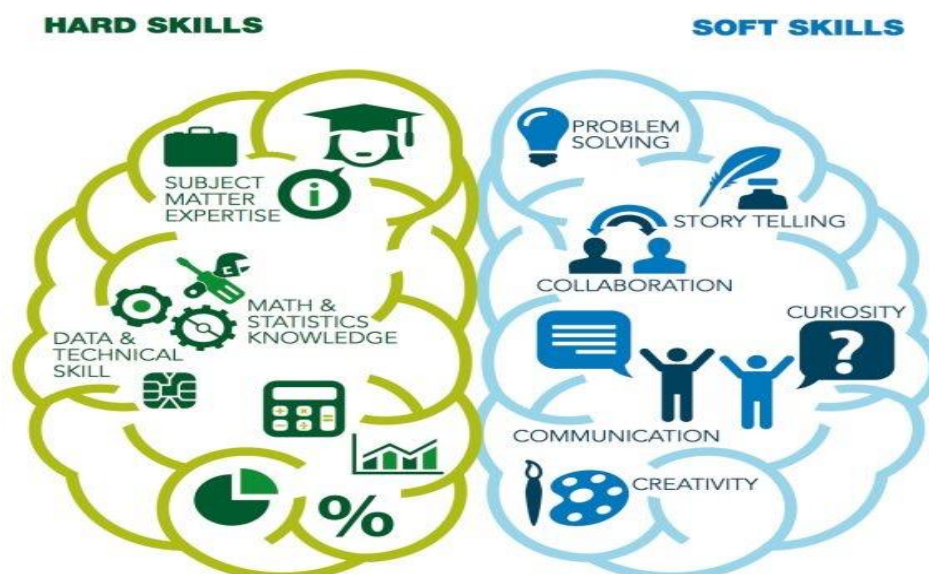 HARD SKILLS
SUBJECT
MATTER
EXPERTISE
i
MATH &
STATISTICS
KNOWLEDGE
DATA &
TECHNICAL
SKILL
%
SOFT SKILLS
PROBLEM
SOLVING
STORY TELLING
COLLABORATION
CURIOSITY
?
COMMUNICATION
CREATIVITY